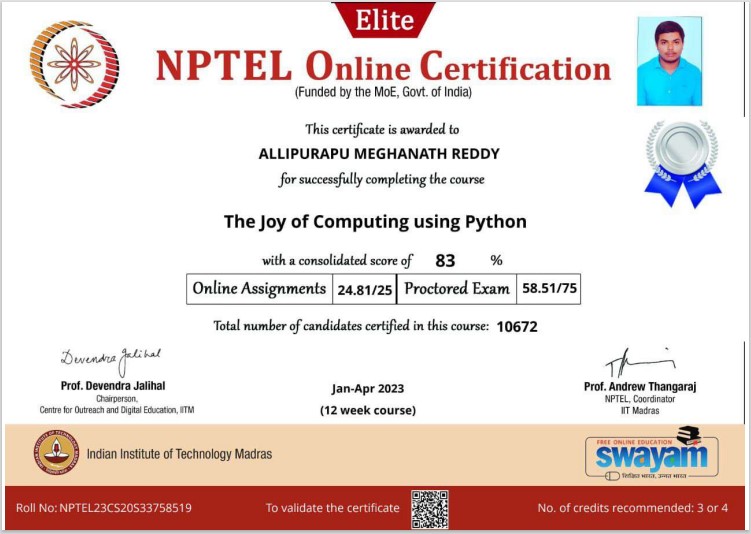 Elite
NPTEL Online Certification
(Funded by the MoE, Govt. of India)
This certificate is awarded to
ALLIPURAPU MEGHANATH REDDY
for successfully completing the course
The Joy of Computing using Python
with a consolidated score of 83 %
Online Assignments 24.81/25 Proctored Exam 58.51/75
Total number of candidates certified in this course: 10672
Devendra Jalihal
Prof. Devendra Jalihal
Chairperson,
Centre for Outreach and Digital Education, IITM
Jan-Apr 2023
(12 week course)
Prof. Andrew Thangaraj
NPTEL, Coordinator
IIT Madras
Indian Institute of Technology Madras
FREE ONLINE EDUCATION
swayam
शिक्षित भारत, उन्नत भारत
Roll No: NPTEL23CS20S33758519
To validate the certificate
No. of credits recommended: 3 or 4